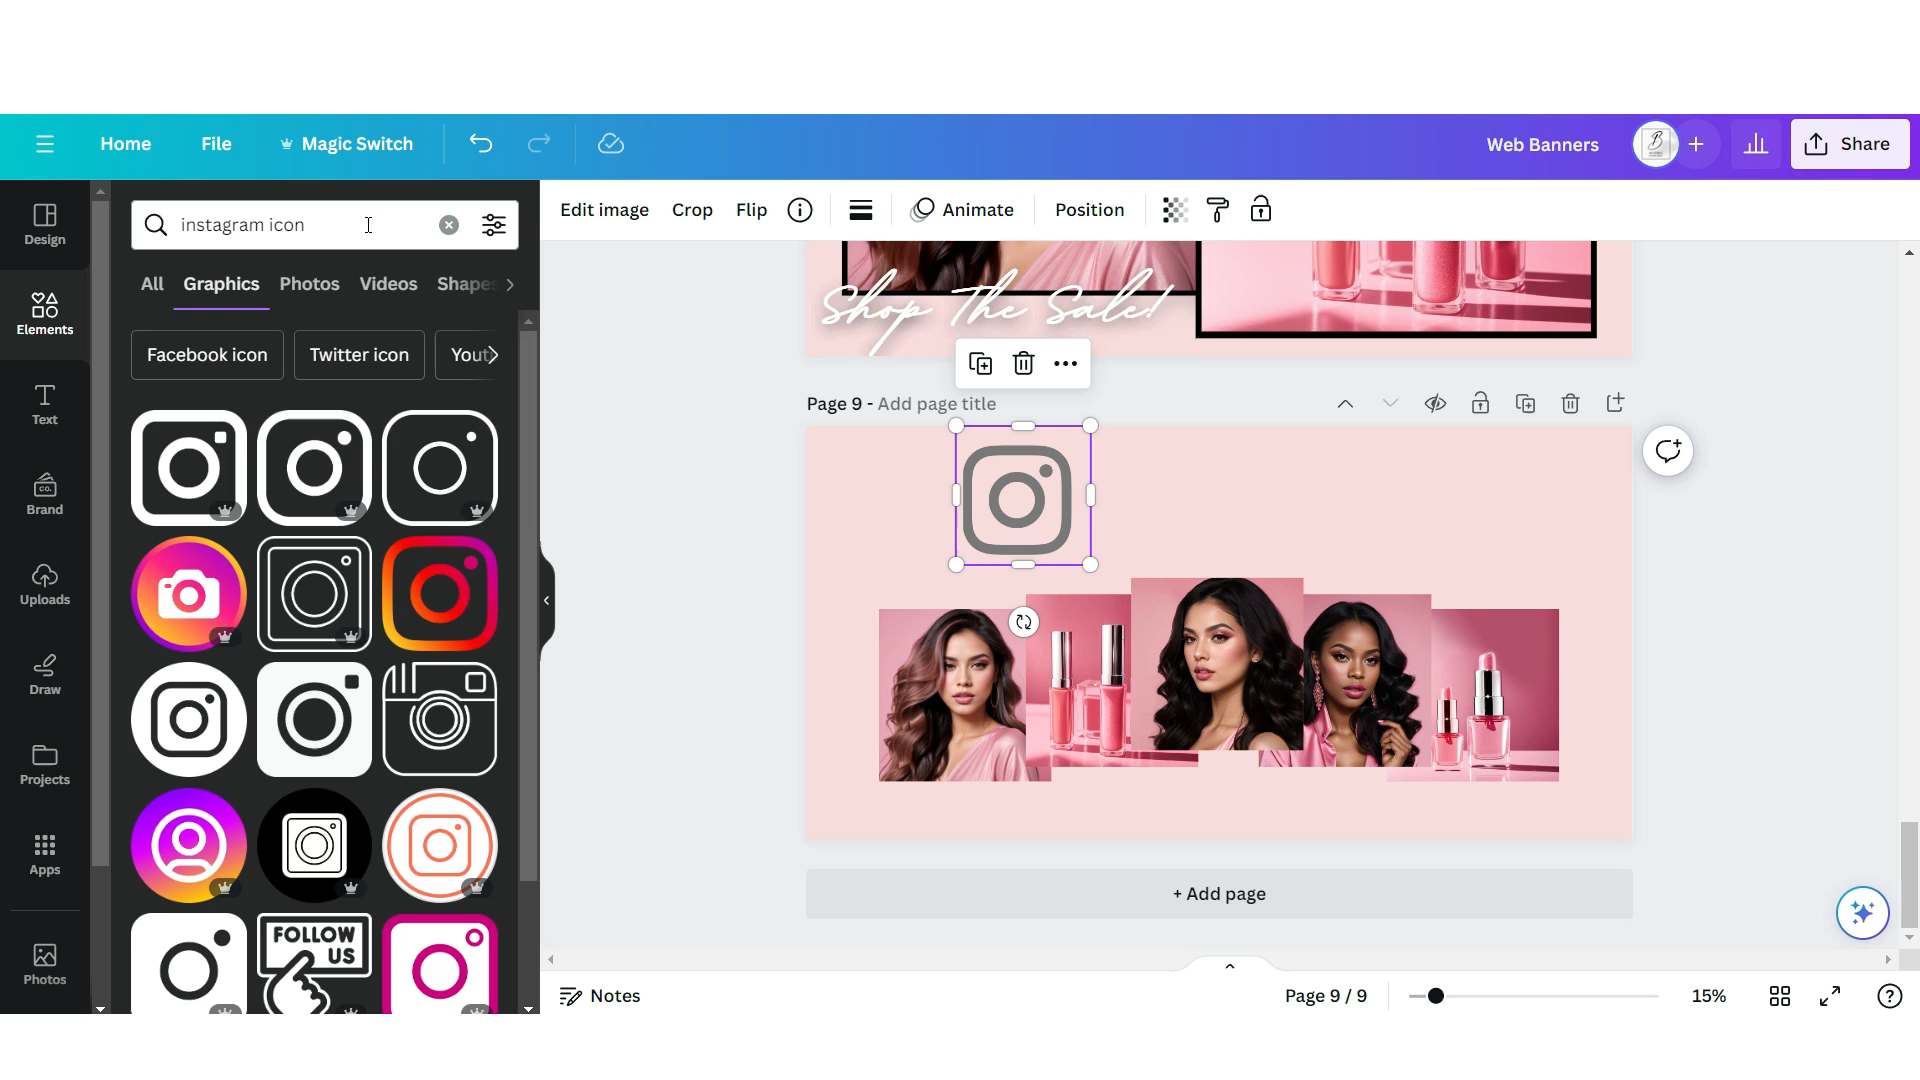 Home
File
Magic Switch
Web Banners
Share
Design
Elements
Text
Brand
CO.
Uploads
Draw
Projects
Apps
Photos
instagram icon
All
Graphics
Photos
Videos
Shapes
Facebook icon
Twitter icon
Yout
FOLLOW
US
Edit image
Crop
Flip
Animate
Position
Shop The Sale!
Page 9 - Add page title
+ Add page
Notes
Page 9 / 9
15%
B